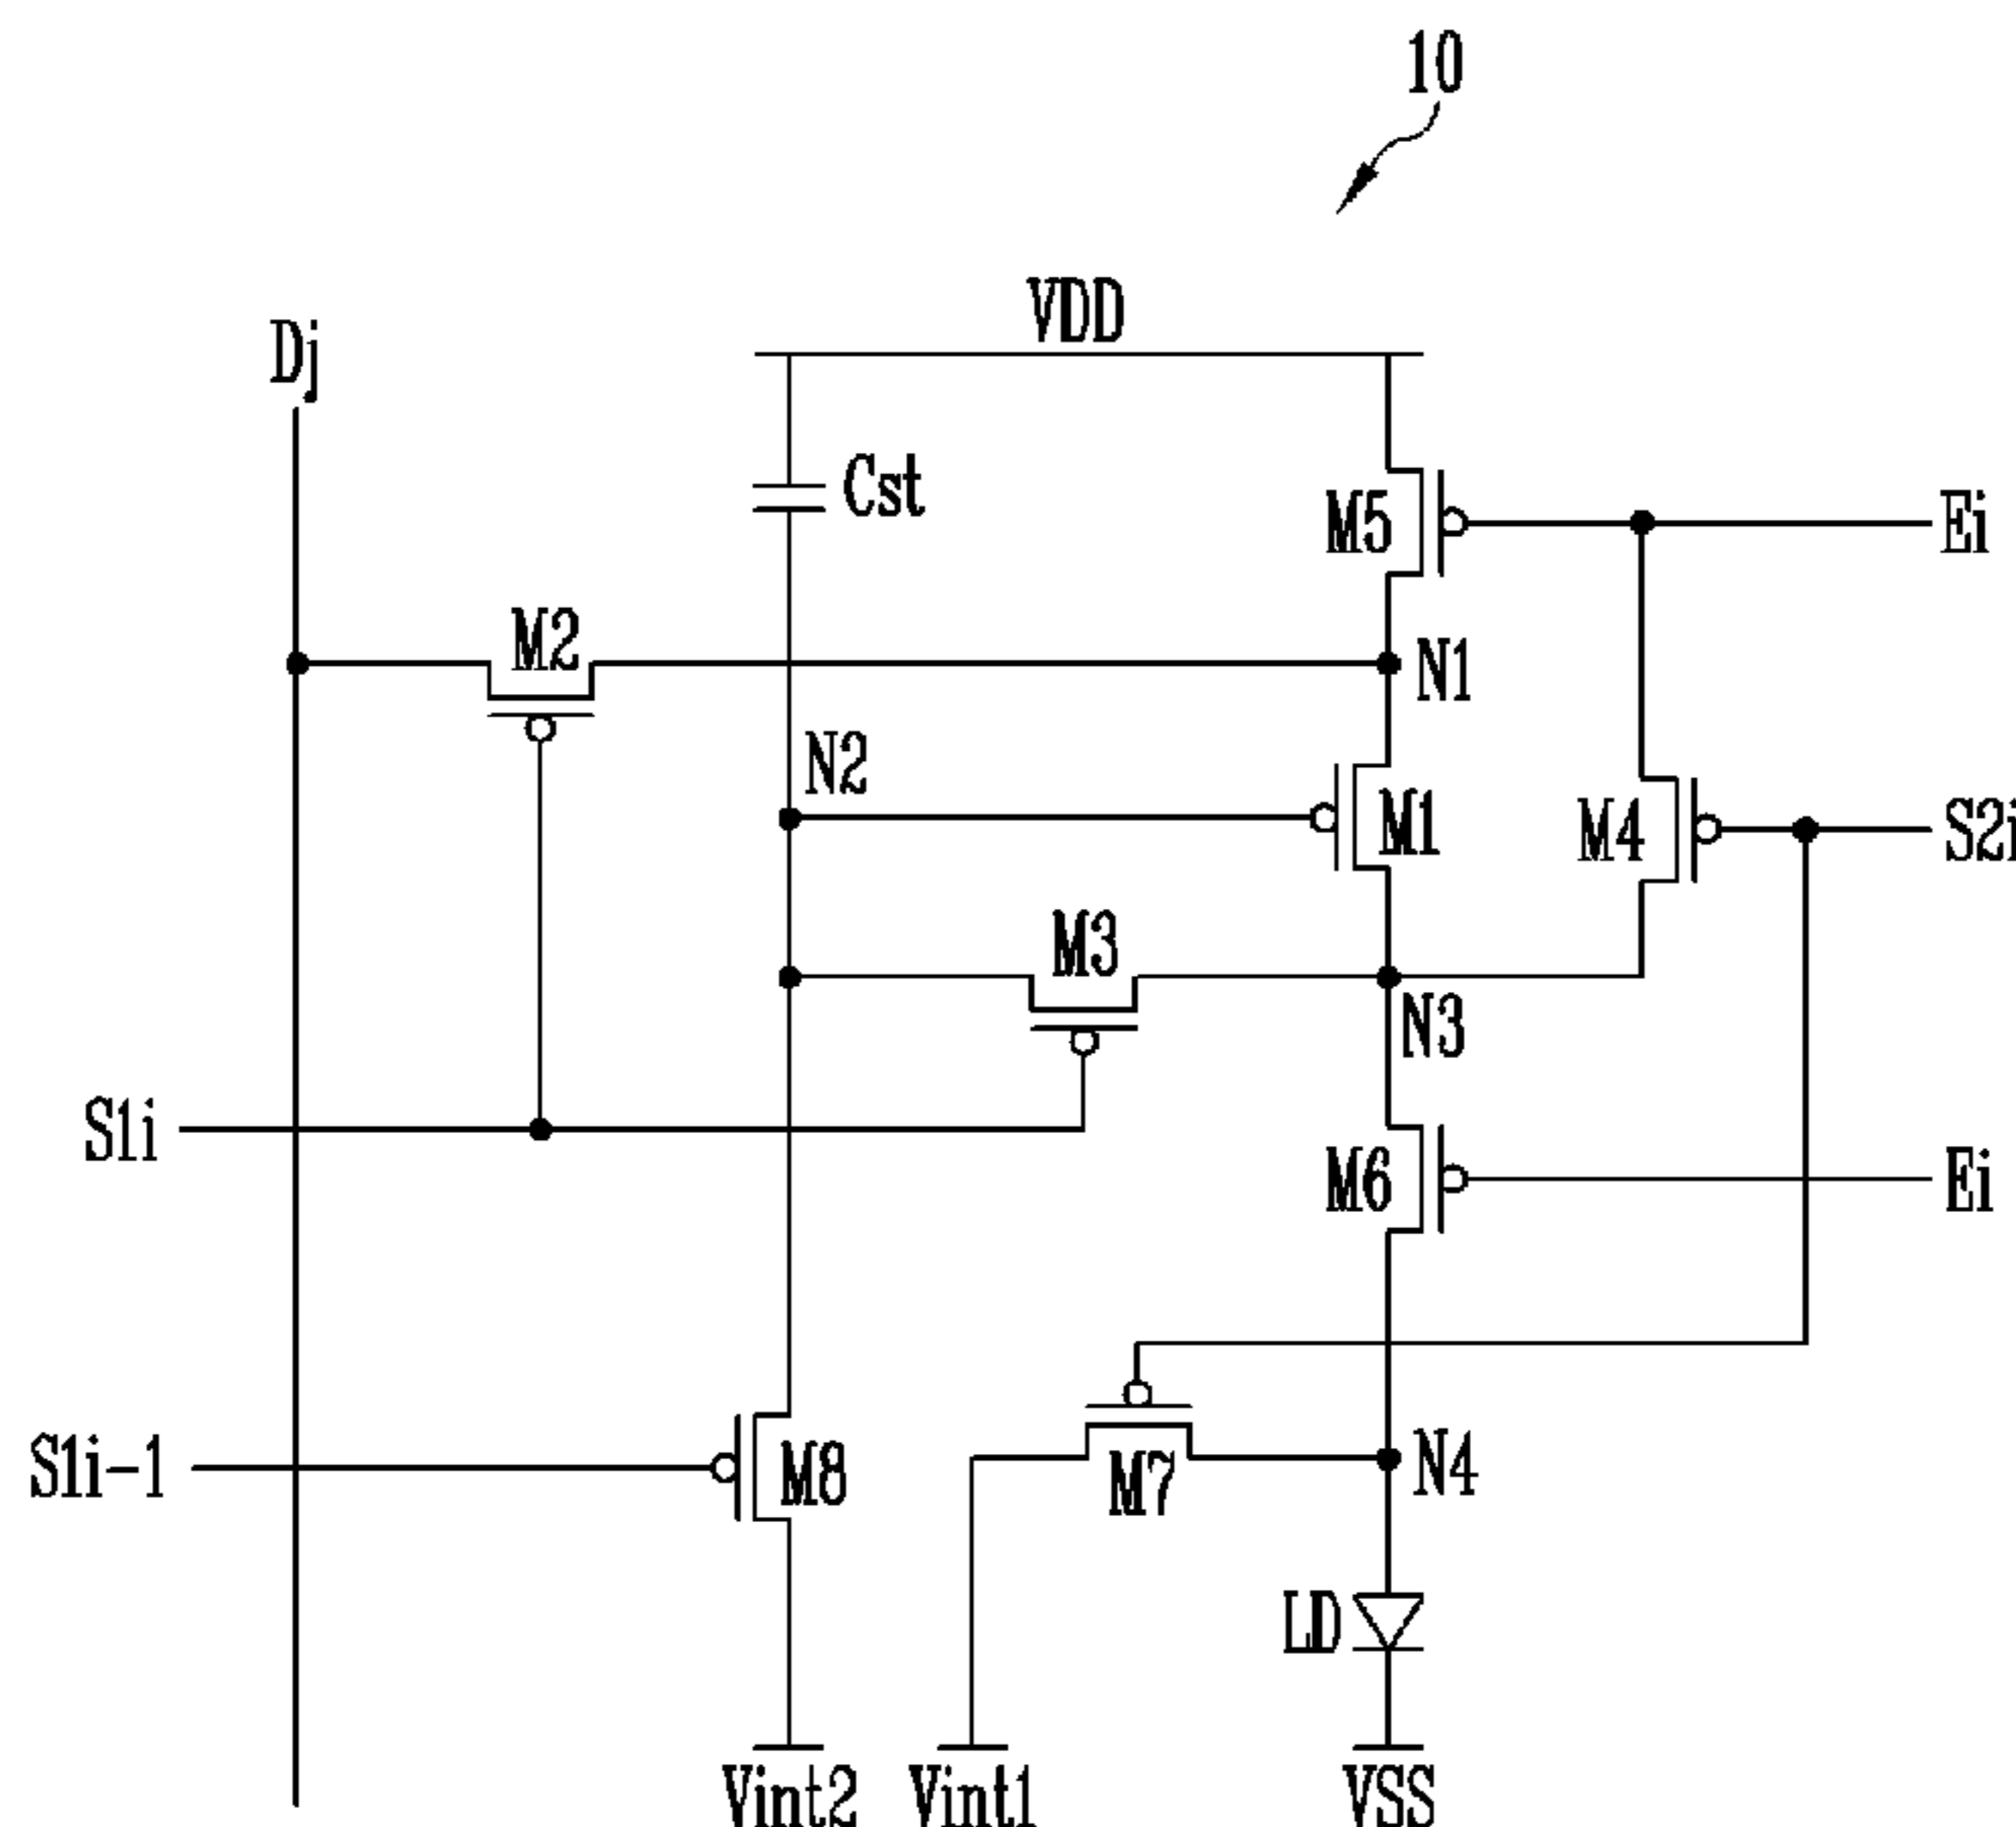 10
VDD
Dj
Cst
M5
Ei
M2
N1
N2
M1
M4
S2i
M3
N3
S1i
M6
Ei
S1i-1
M8
M7
N4
LD
Vint2
Vint1
VSS